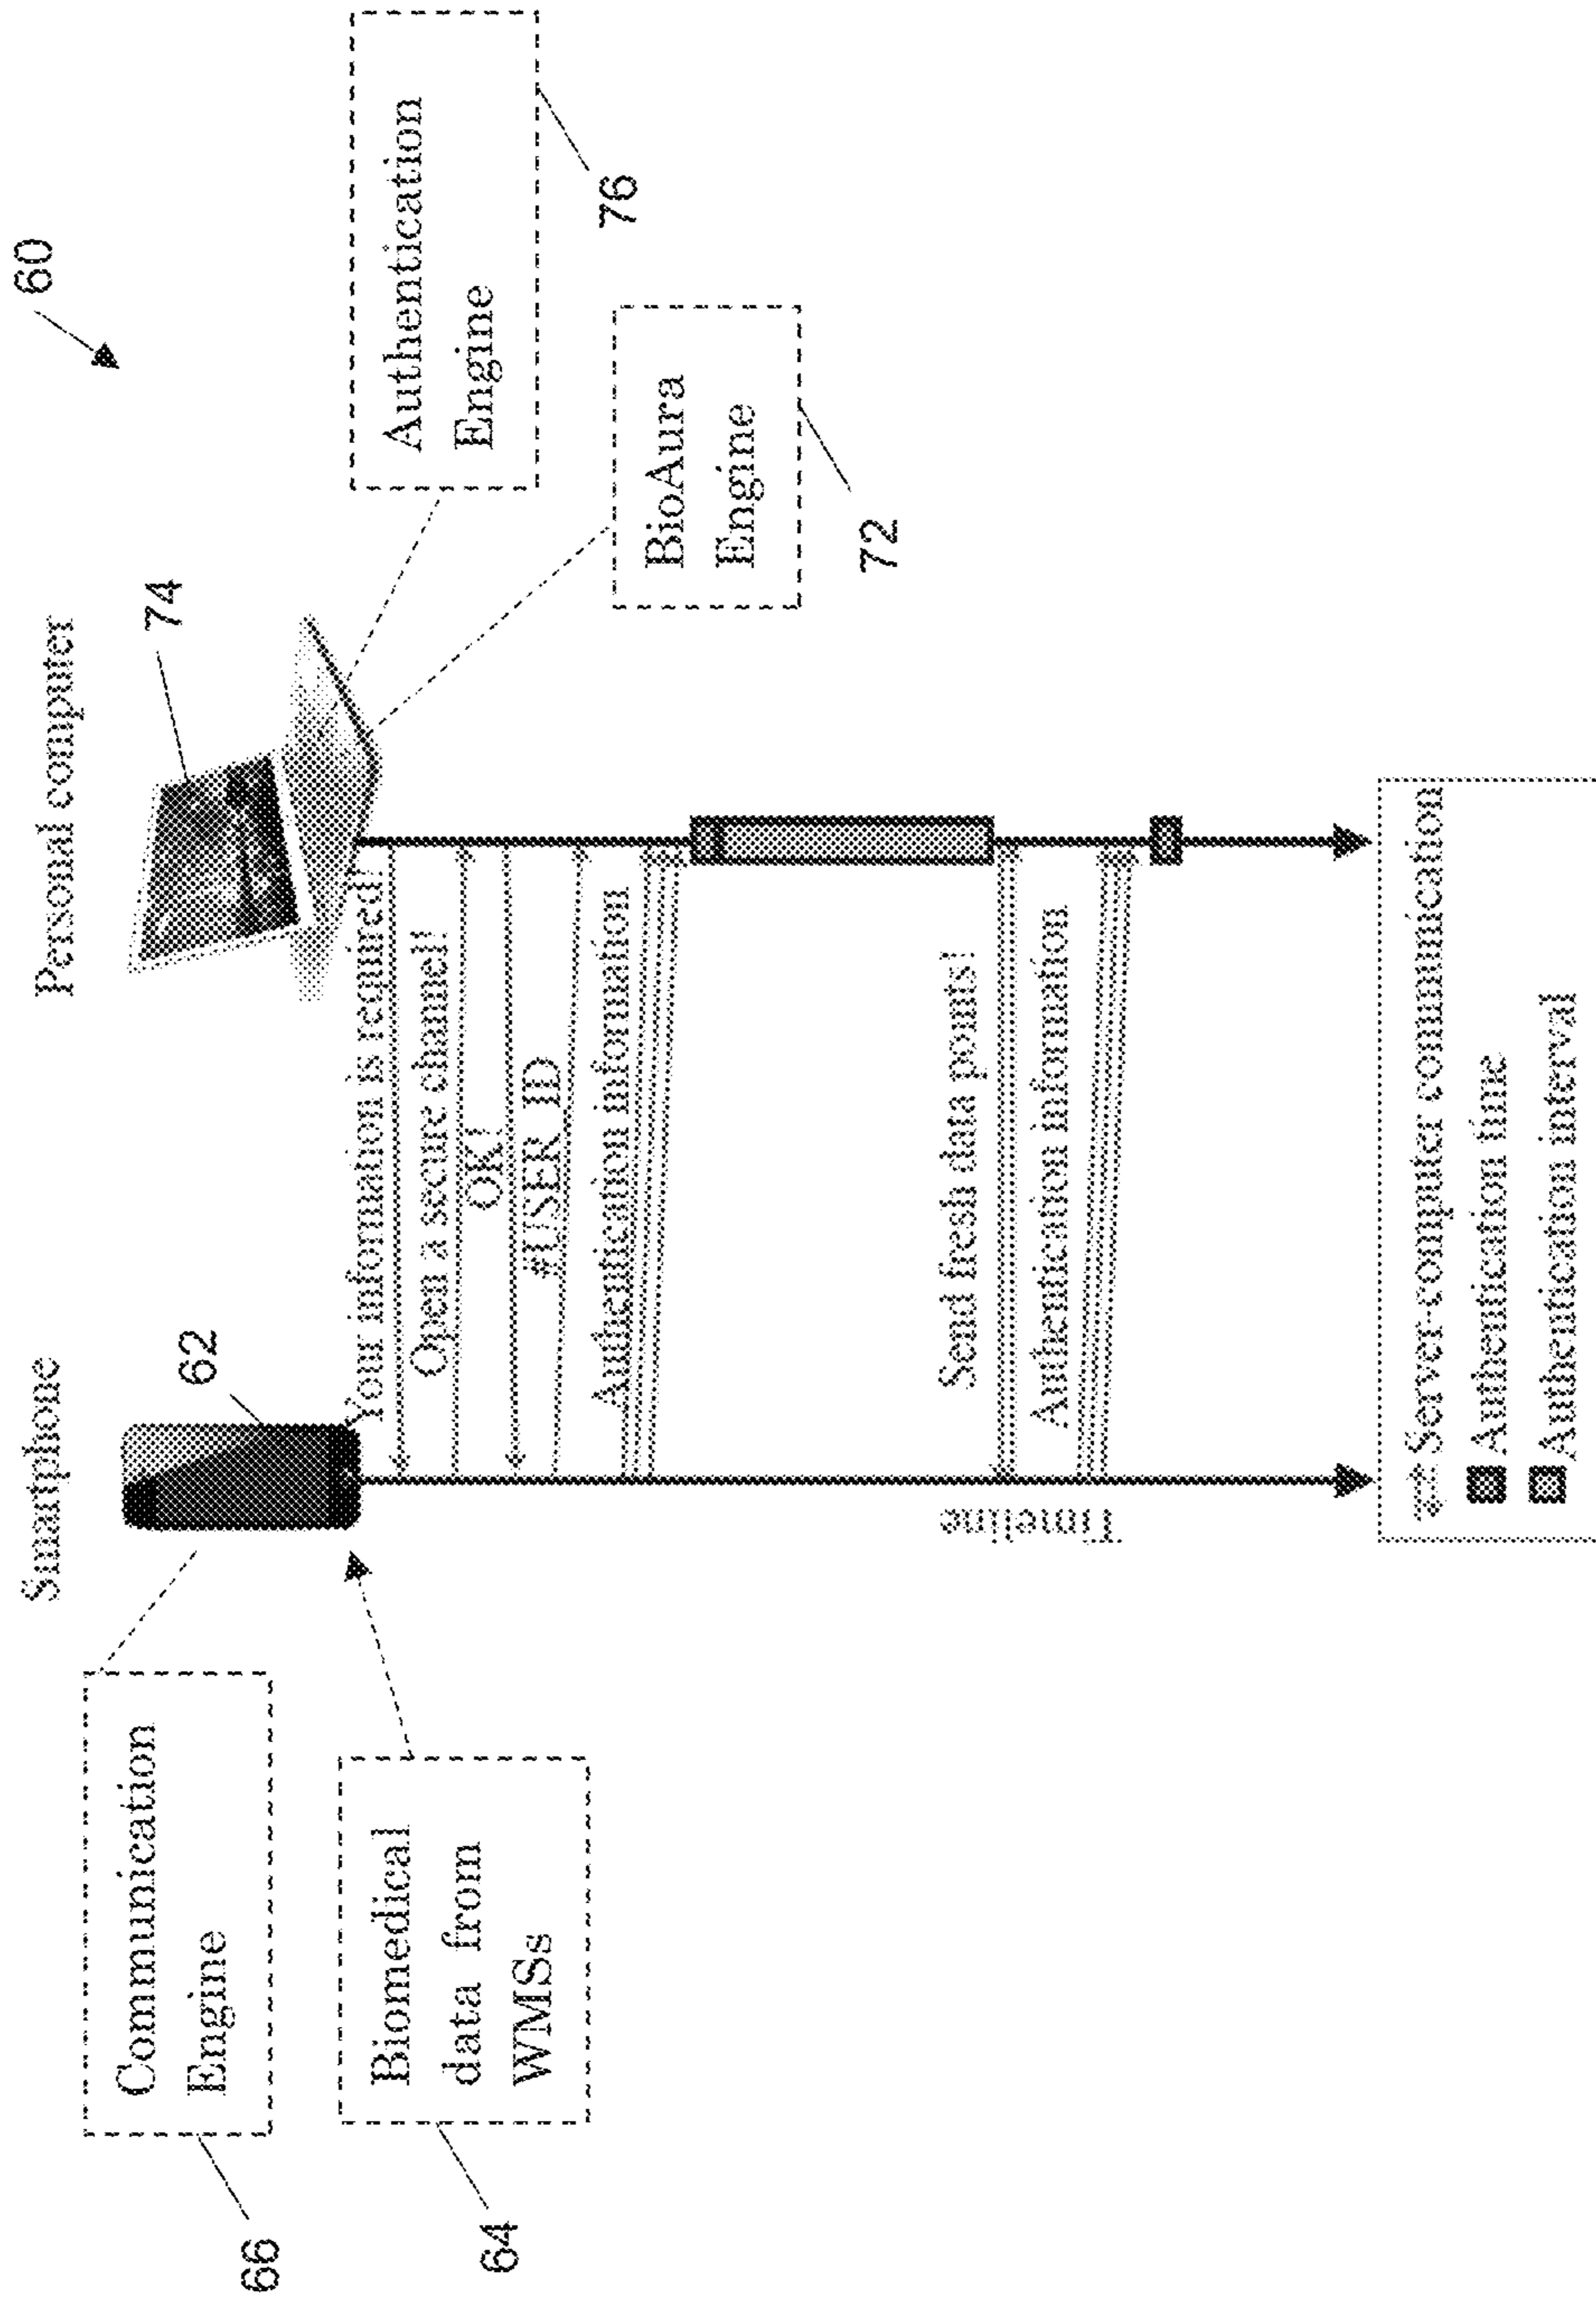 60
Smartphone
Personal computer
66
Communication
Engine
62
74
Authentication
Engine
76
64
Biomedical
data from
WMSs
BioAura
Engine
72
Your information is required!
Open a secure channel!
OK!
#USER ID
Authentication information
Send fresh data points!
Authentication information
Timeline
Server-computer communication
Authentication time
Authentication interval